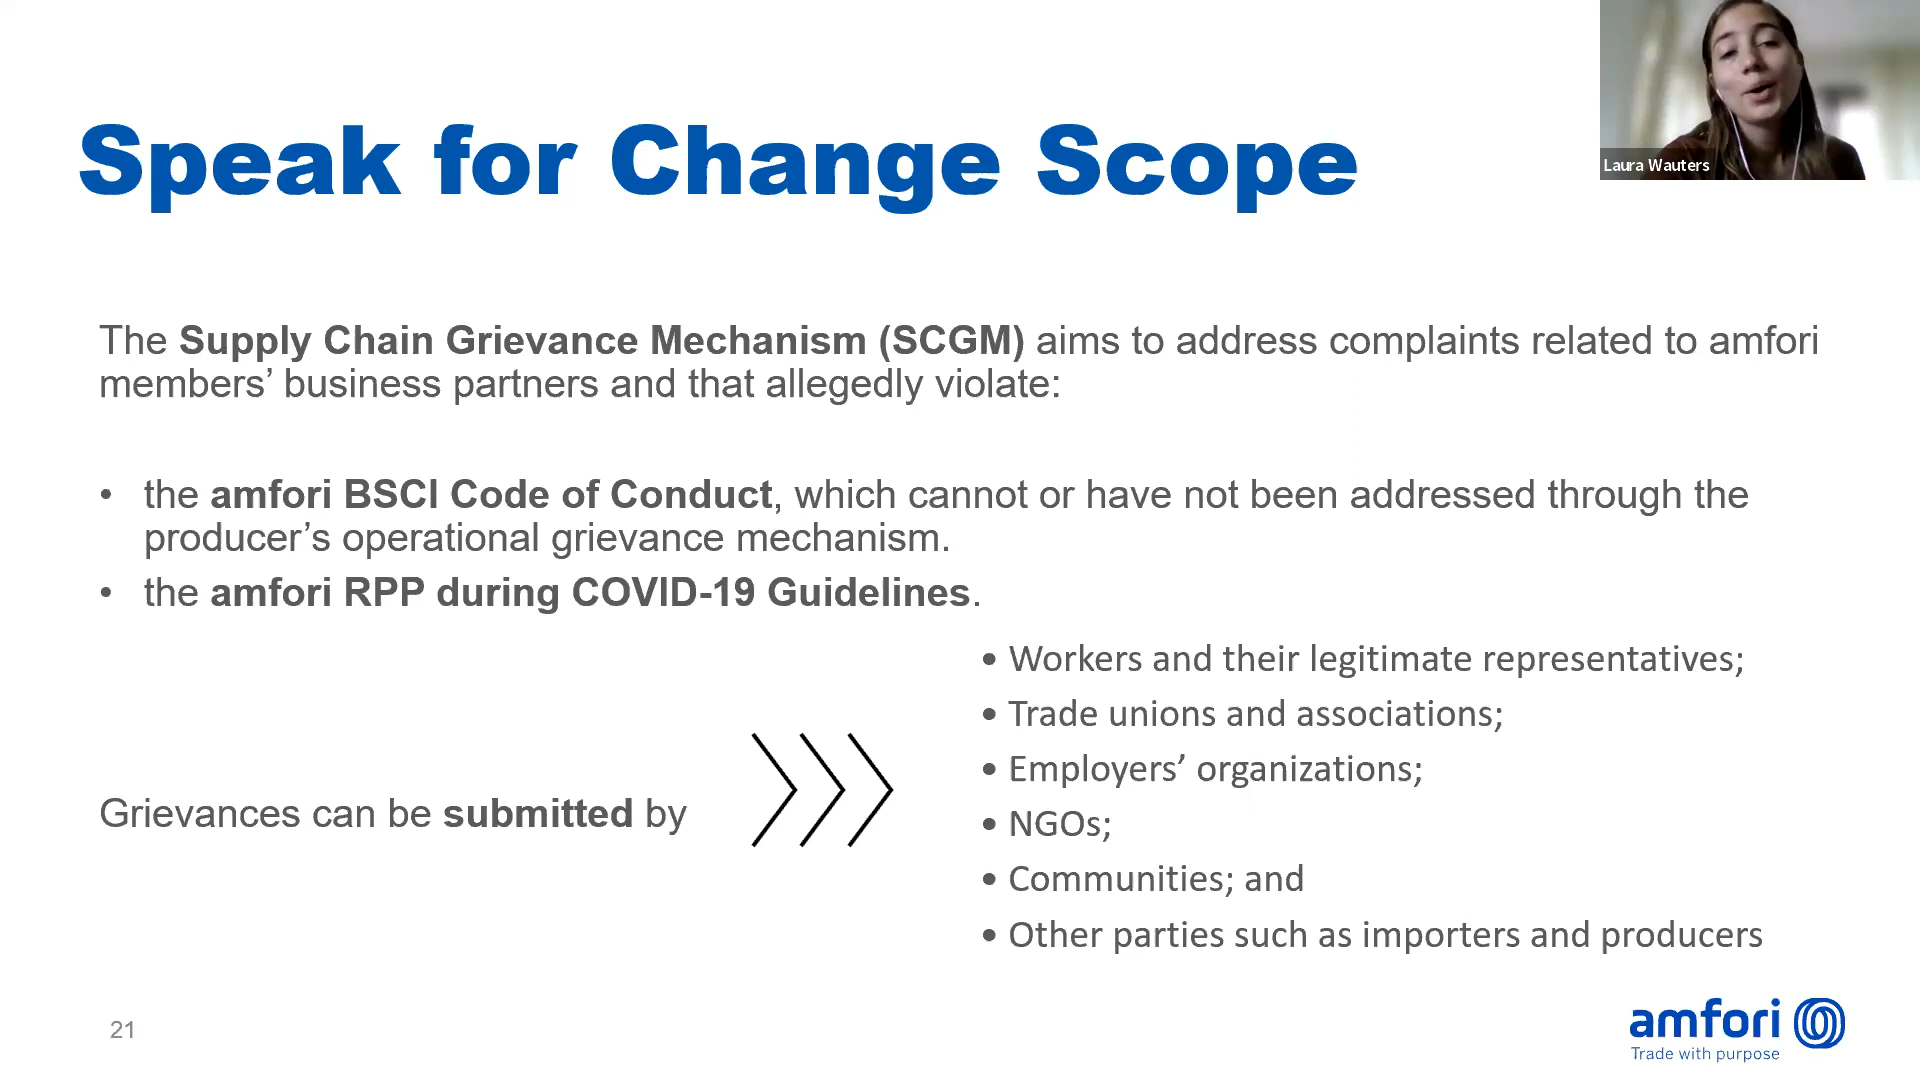 Laura Wauters
Speak for Change Scope
The Supply Chain Grievance Mechanism (SCGM) aims to address complaints related to amfori
members’ business partners and that allegedly violate:
• the amfori BSCI Code of Conduct, which cannot or have not been addressed through the
producer’s operational grievance mechanism.
• the amfori RPP during COVID-19 Guidelines.
Grievances can be submitted by
• Workers and their legitimate representatives;
• Trade unions and associations;
• Employers’ organizations;
• NGOs;
• Communities; and
• Other parties such as importers and producers
21
amfori
Trade with purpose